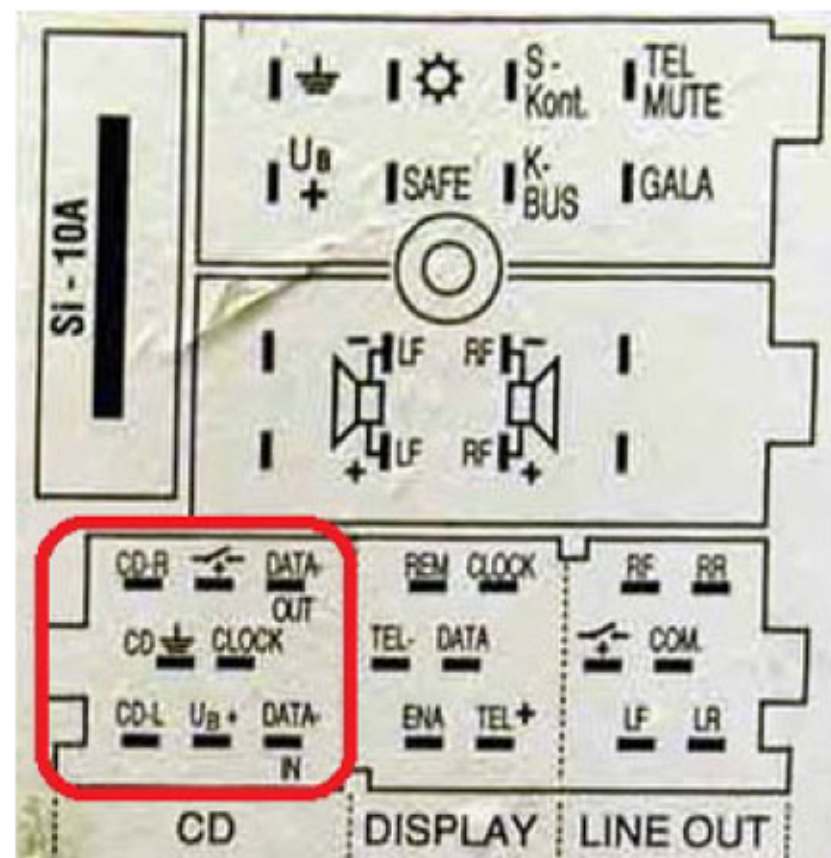 S - Kont.
TEL MUTE
UB +
SAFE
K- BUS
GALA
Si - 10A
- LF RF -
+ LF RF +
CD-R DATA- OUT
REM CLOCK
RF RR
CD CLOCK
TEL- DATA
COM.
CD-L UB + DATA- IN
ENA TEL+
LF LR
CD DISPLAY LINE OUT